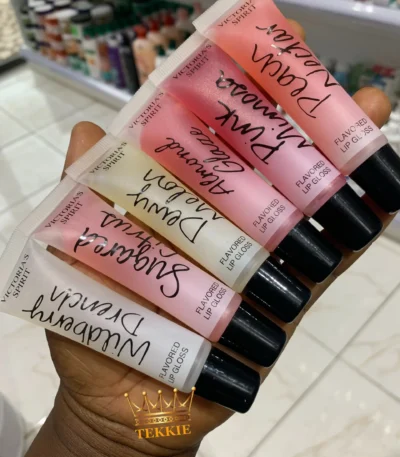 VICTORIA'S
SPIRIT
Peach
Nectar
FLAVORED
LIP GLOSS
VICTORIA'S
SPIRIT
Pink
Mimosa
FLAVORED
LIP GLOSS
VICTORIA'S
SPIRIT
Almond
Glaze
FLAVORED
LIP GLOSS
VICTORIA'S
SPIRIT
Dewy
Melon
FLAVORED
LIP GLOSS
VICTORIA'S
SPIRIT
Sugared
Citrus
FLAVORED
LIP GLOSS
VICTORIA'S
SPIRIT
Wildberry
Drench
FLAVORED
LIP GLOSS
TEKKIE